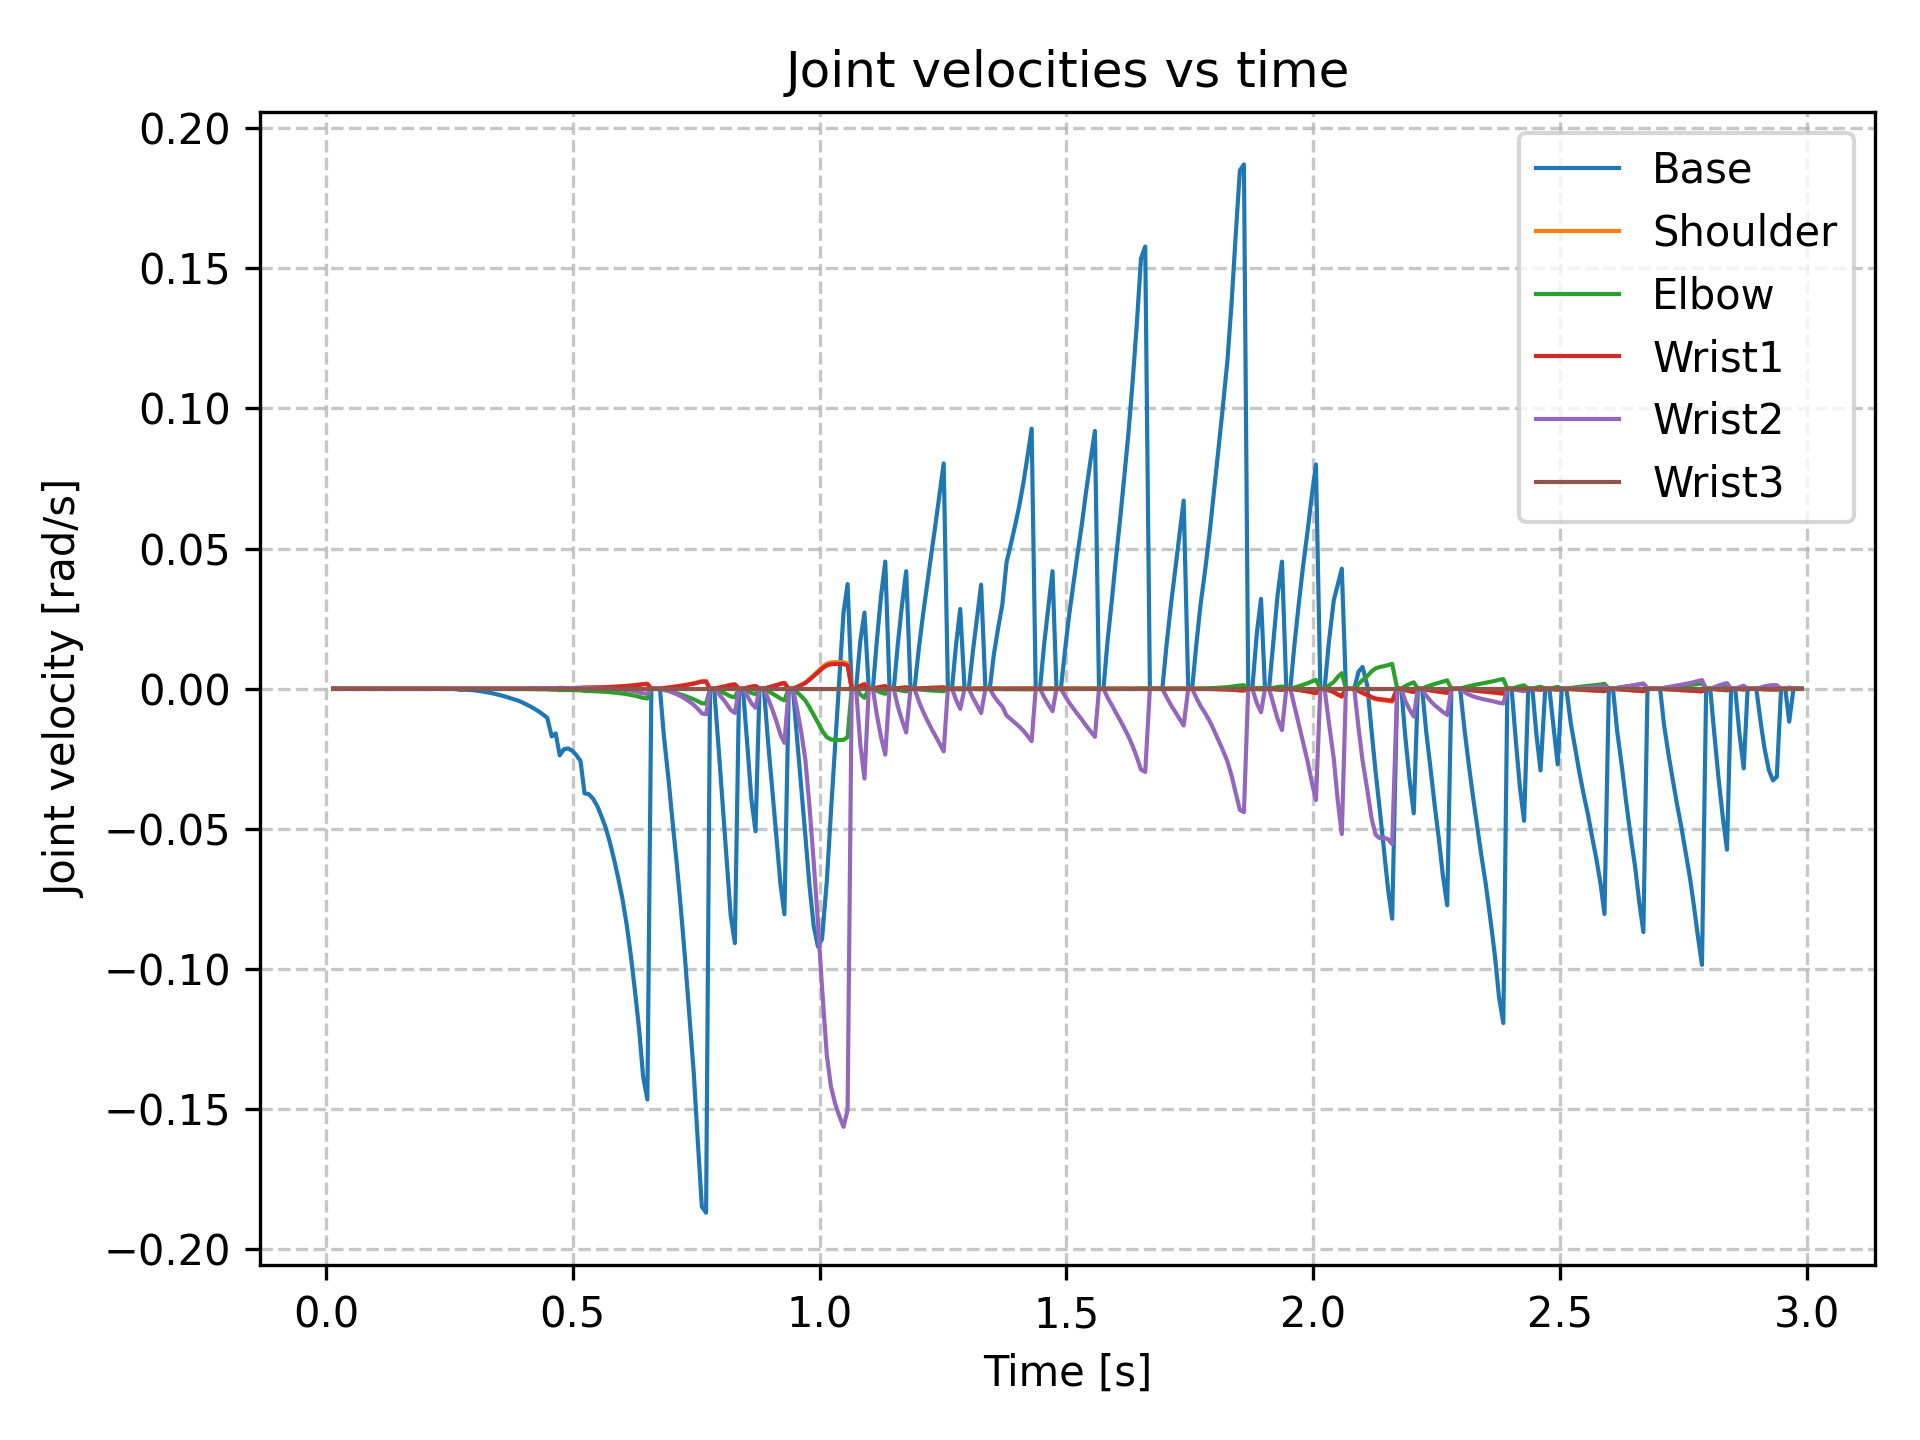 Joint velocities vs time
0.20
0.15
0.10
0.05
0.00
−0.05
−0.10
−0.15
−0.20
Joint velocity [rad/s]
Base
Shoulder
Elbow
Wrist1
Wrist2
Wrist3
0.0 0.5 1.0 1.5 2.0 2.5 3.0
Time [s]